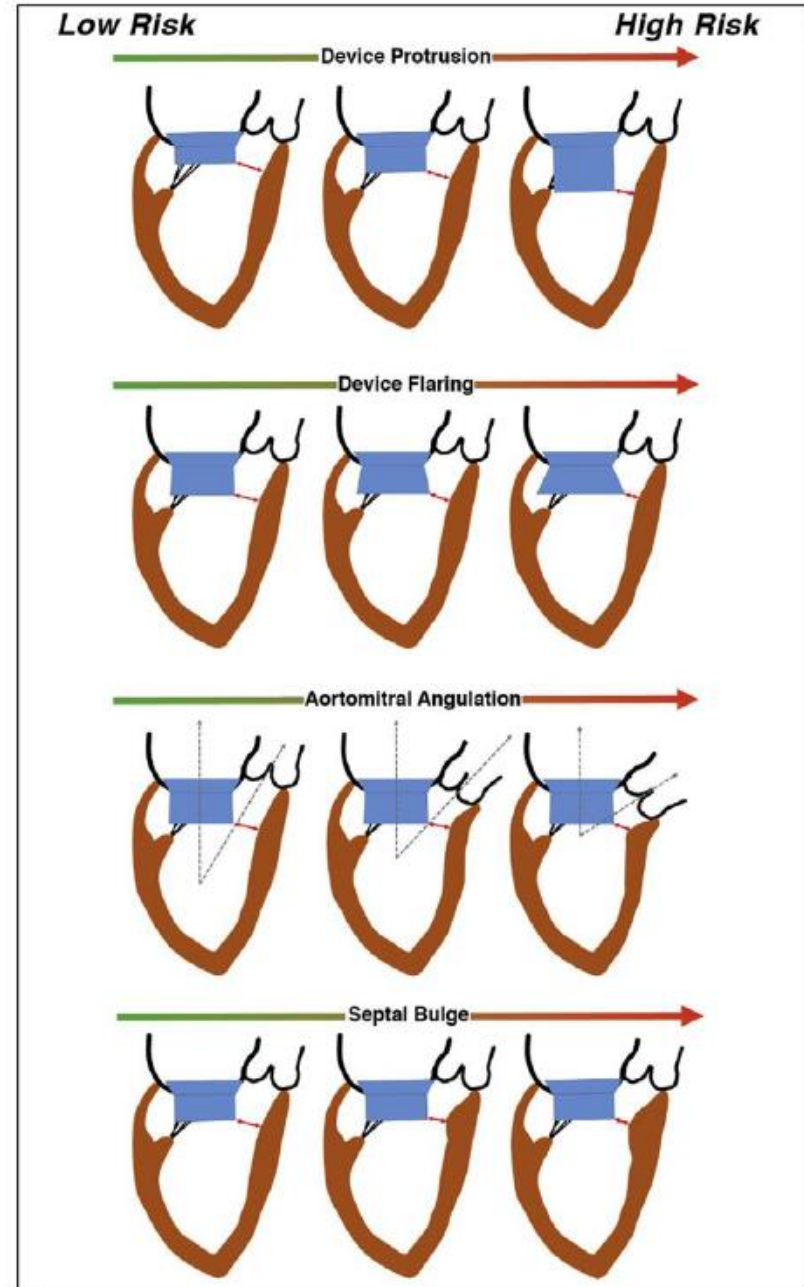 Low Risk High Risk
Device Protrusion
Device Flaring
Aortomitral Angulation
Septal Bulge